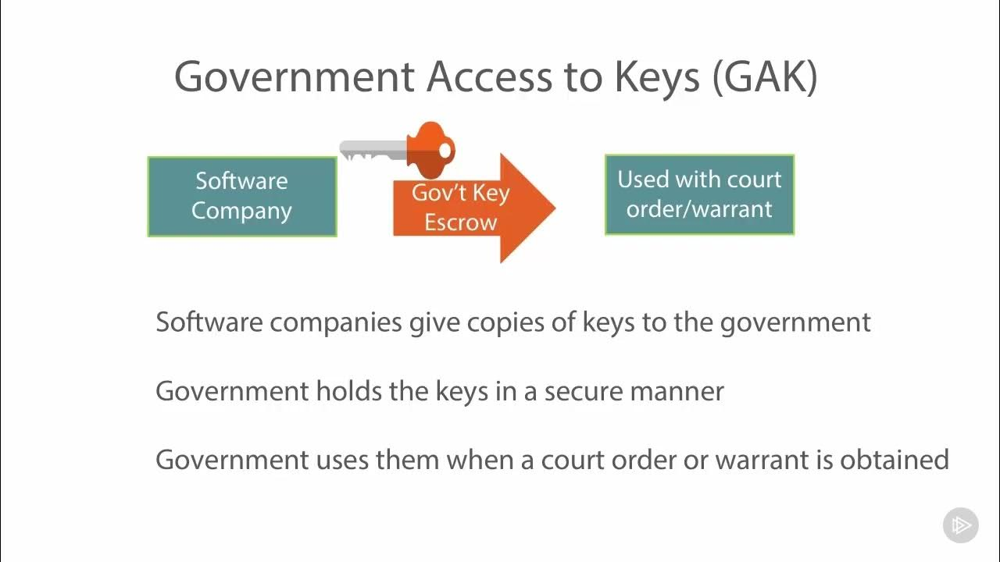 Government Access to Keys (GAK)
Software
Company
Gov’t Key
Escrow
Used with court
order/warrant
Software companies give copies of keys to the government
Government holds the keys in a secure manner
Government uses them when a court order or warrant is obtained